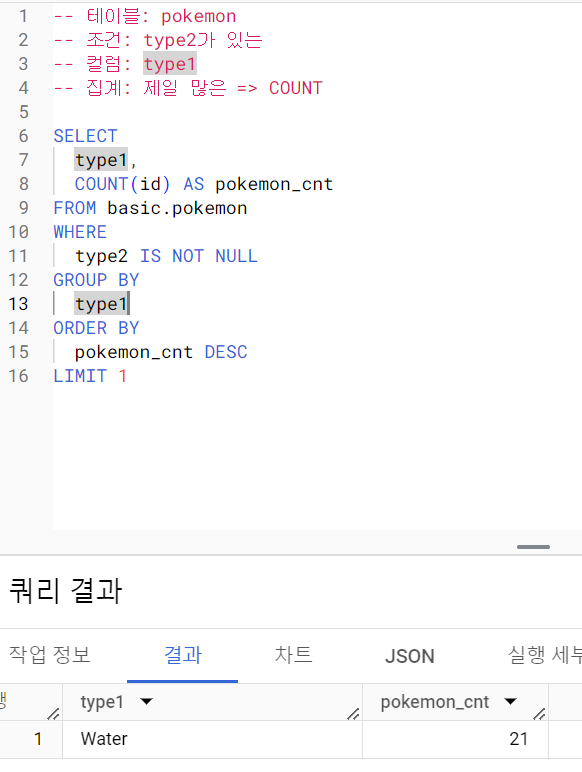 1 -- 테이블: pokemon
2 -- 조건: type2가 있는
3 -- 컬럼: type1
4 -- 집계: 제일 많은 => COUNT
5
6 SELECT
7 type1,
8 COUNT(id) AS pokemon_cnt
9 FROM basic.pokemon
10 WHERE
11 type2 IS NOT NULL
12 GROUP BY
13 type1
14 ORDER BY
15 pokemon_cnt DESC
16 LIMIT 1
쿼리 결과
작업 정보 결과 차트 JSON 실행 세부
행 type1 pokemon_cnt
1 Water 21